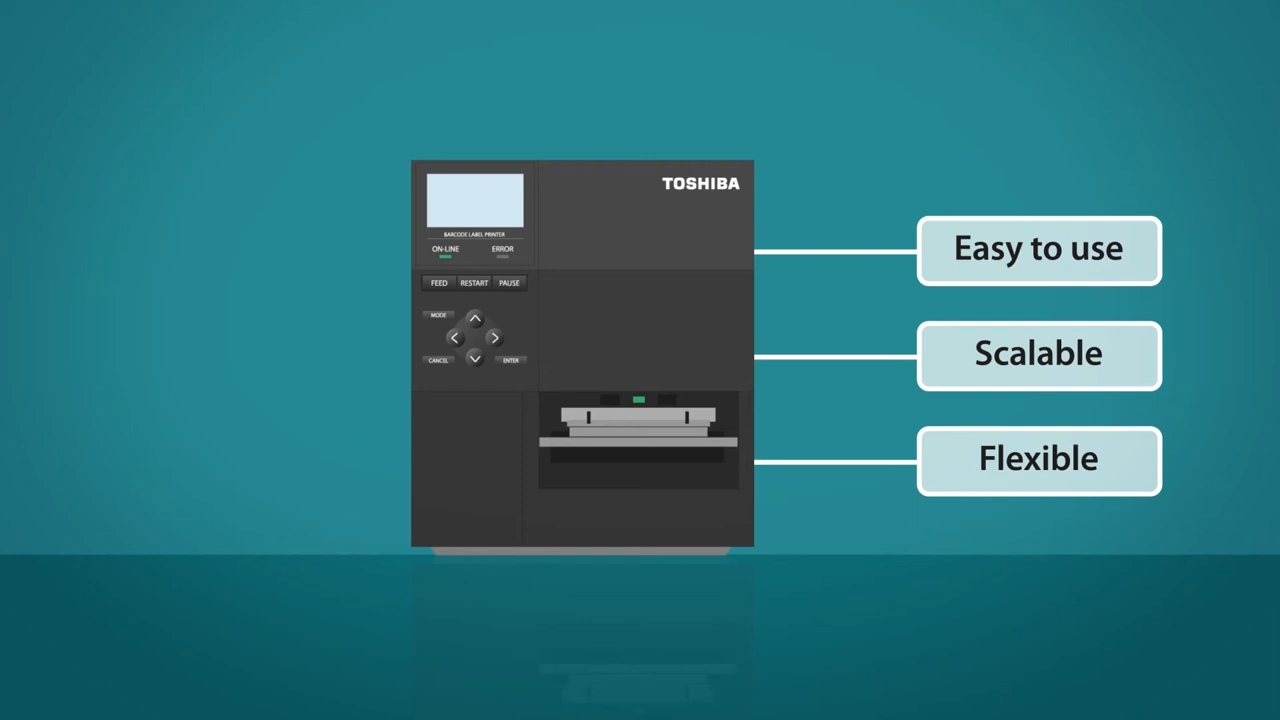 TOSHIBA
BARCODE LABEL PRINTER
ON-LINE ERROR
FEED RESTART PAUSE
MODE
CANCEL ENTER
Easy to use
Scalable
Flexible